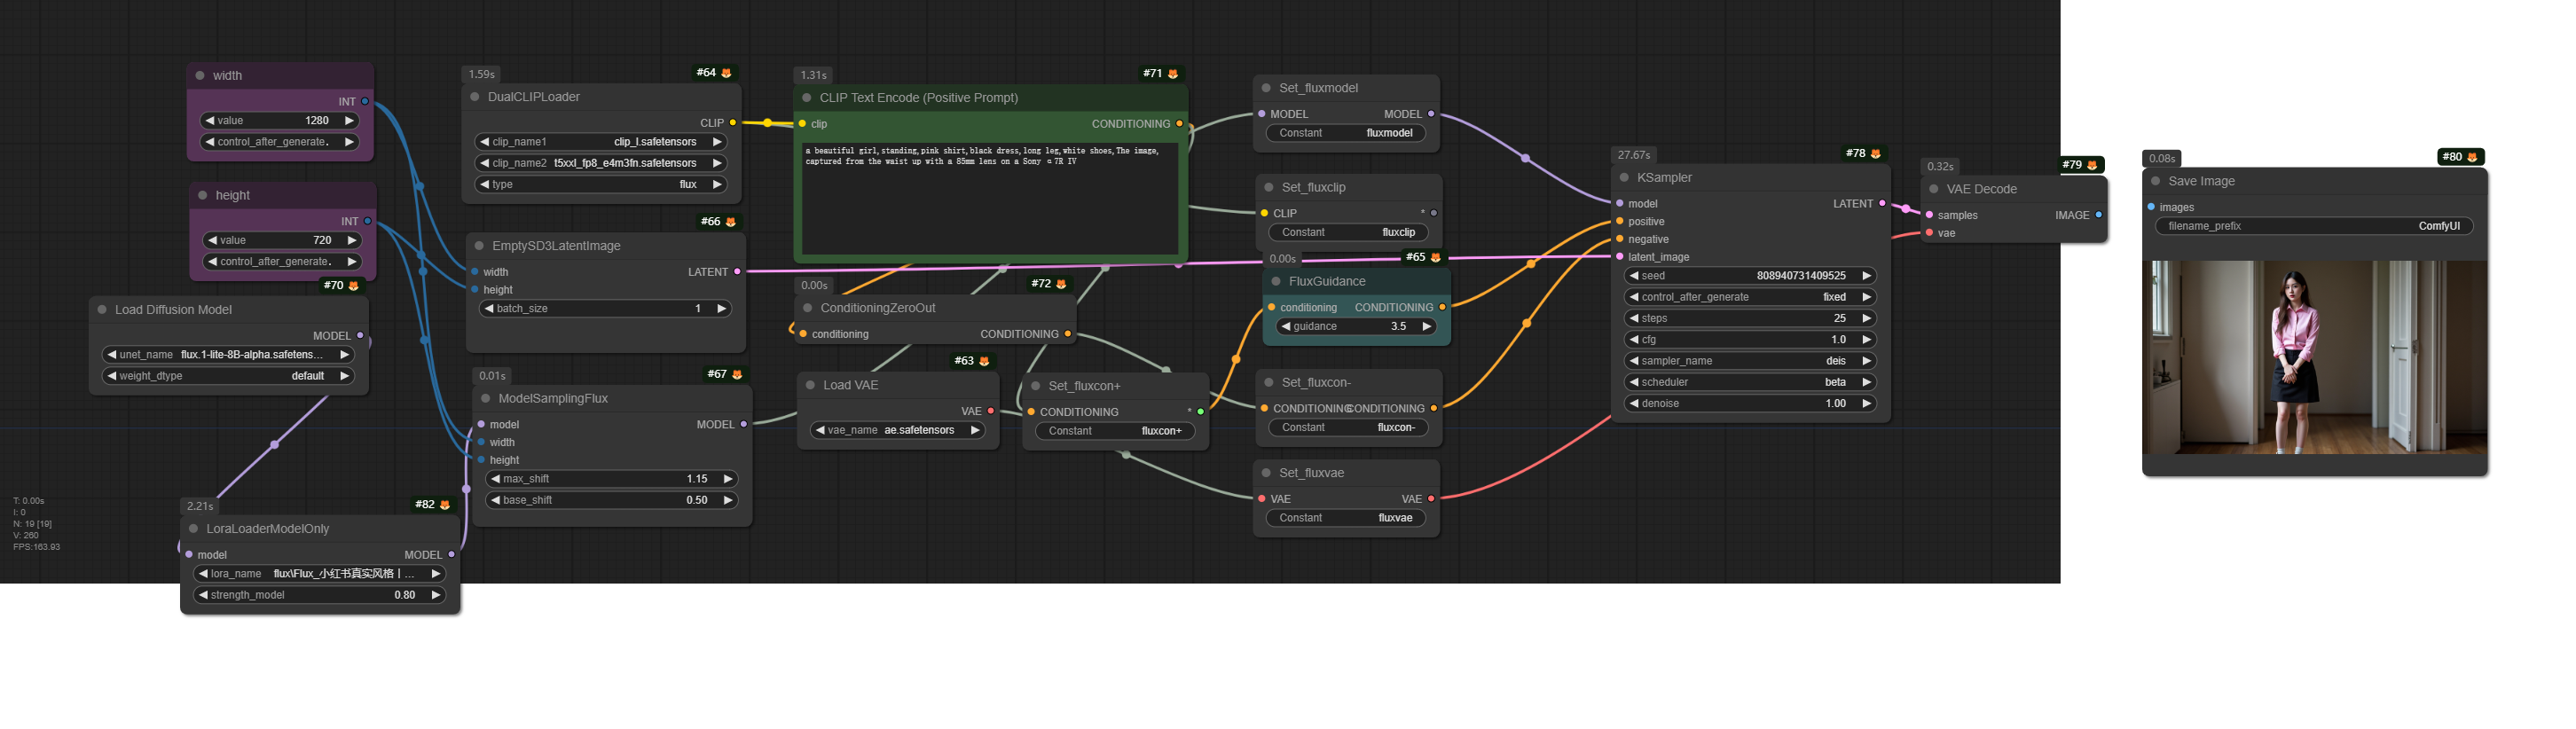 width
INT
value 1280
control_after_generate.
height
INT
value 720
control_after_generate.
#70
Load Diffusion Model
MODEL
unet_name flux.1-lite-8B-alpha.safetens...
weight_dtype default
T: 0.00s
I: 0
N: 19 [19]
V: 260
FPS:163.93
2.21s
#82
LoraLoaderModelOnly
model MODEL
lora_name flux\Flux_小红书真实风格丨...
strength_model 0.80
1.59s
#64
DualCLIPLoader
CLIP
clip_name1 clip_l.safetensors
clip_name2 t5xxl_fp8_e4m3fn.safetensors
type flux
#66
EmptySD3LatentImage
width LATENT
height
batch_size 1
0.01s
#67
ModelSamplingFlux
model MODEL
width
height
max_shift 1.15
base_shift 0.50
1.31s
#71
CLIP Text Encode (Positive Prompt)
clip CONDITIONING
a beautiful girl,standing,pink shirt,black dress,long leg,white shoes,The image,
captured from the waist up with a 85mm lens on a Sony α7R IV
0.00s
#72
ConditioningZeroOut
conditioning CONDITIONING
#63
Load VAE
VAE
vae_name ae.safetensors
Set_fluxcon+
CONDITIONING *
Constant fluxcon+
Set_fluxmodel
MODEL MODEL
Constant fluxmodel
Set_fluxclip
CLIP *
Constant fluxclip
0.00s
#65
FluxGuidance
conditioning CONDITIONING
guidance 3.5
Set_fluxcon-
CONDITIONING CONDITIONING
Constant fluxcon-
Set_fluxvae
VAE VAE
Constant fluxvae
27.67s
#78
KSampler
model LATENT
positive
negative
latent_image
seed 808940731409525
control_after_generate fixed
steps 25
cfg 1.0
sampler_name deis
scheduler beta
denoise 1.00
0.32s
#79
VAE Decode
samples IMAGE
vae
0.08s
#80
Save Image
images
filename_prefix ComfyUI